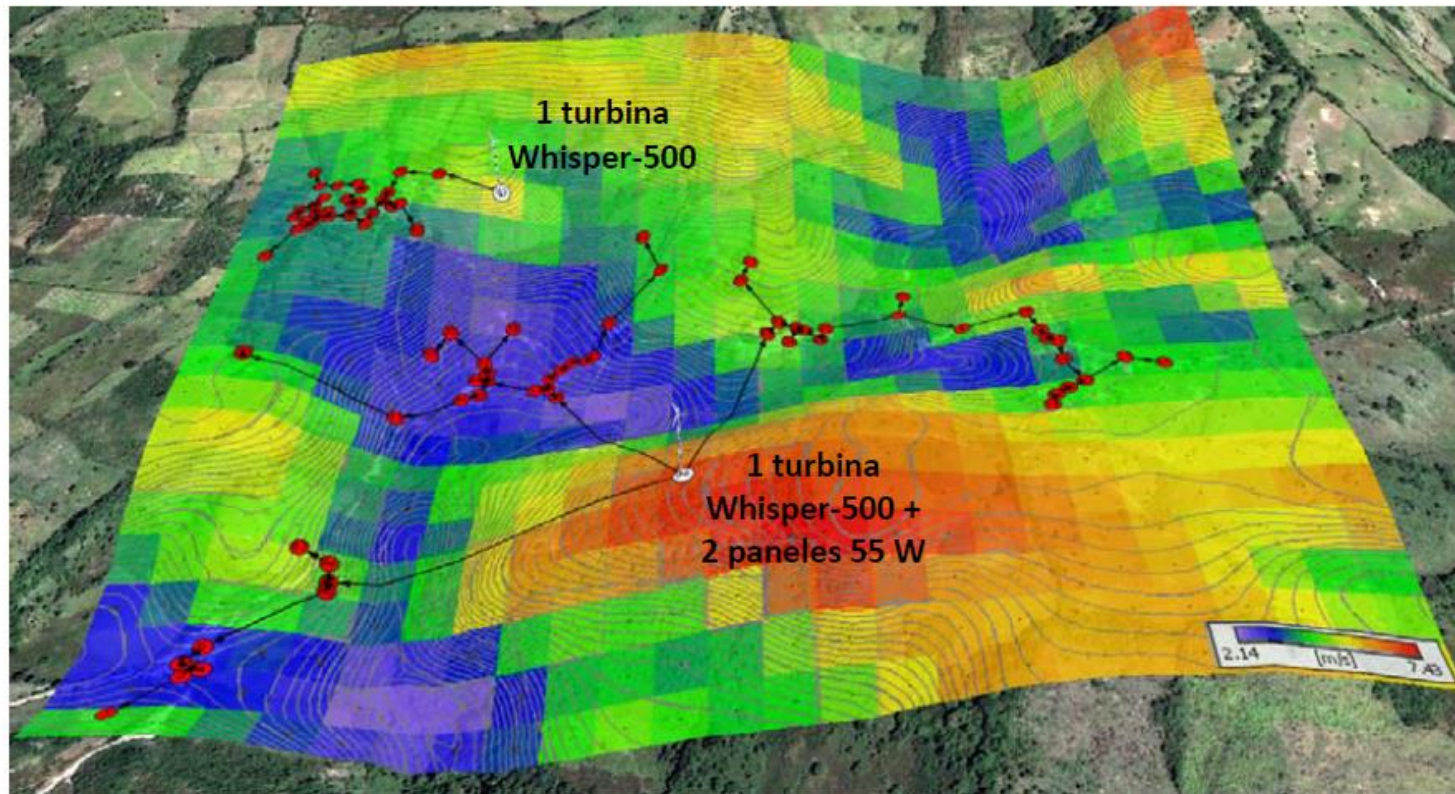 1 turbina
Whisper-500
1 turbina
Whisper-500 +
2 paneles 55 W
2.14 [m/s] 7.43